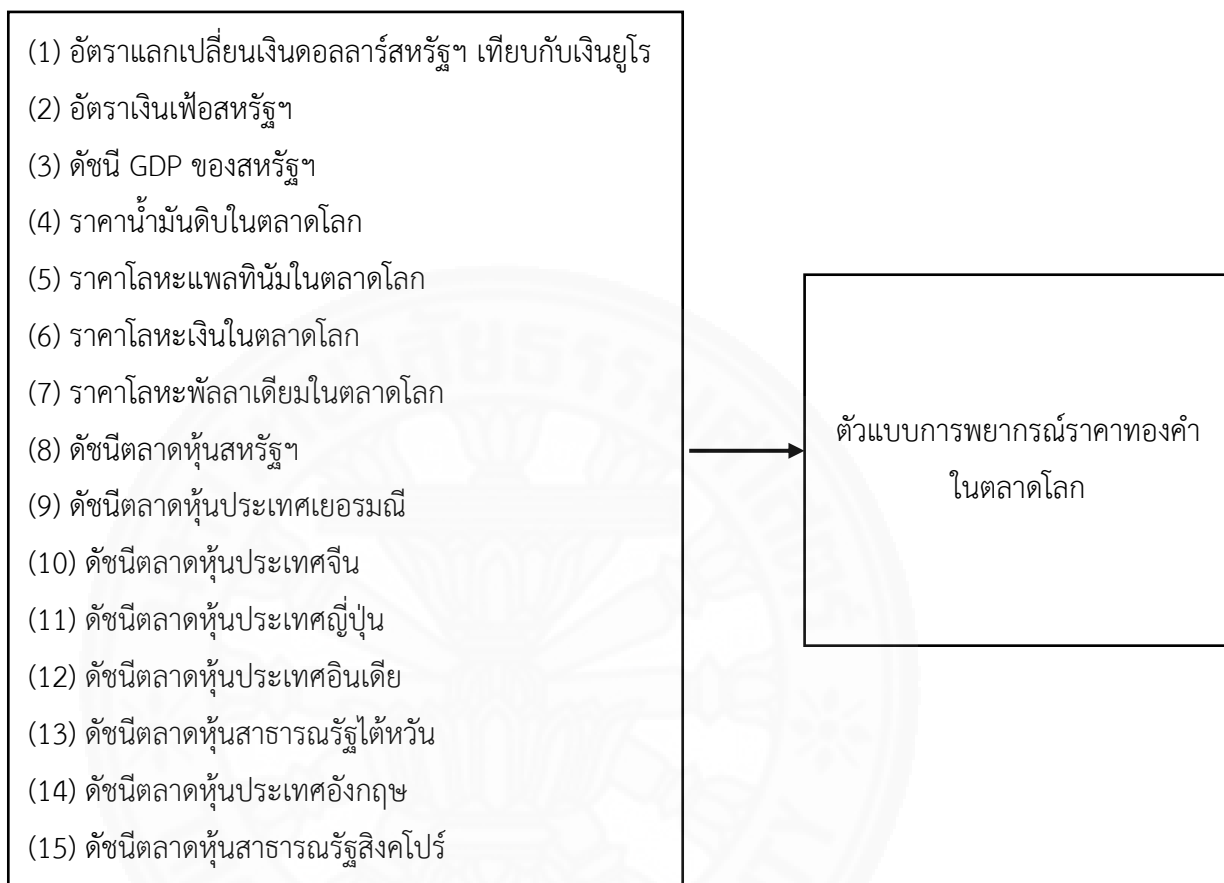 (1) อัตราแลกเปลี่ยนเงินดอลลาร์สหรัฐฯ เทียบกับเงินยูโร
(2) อัตราเงินเฟ้อสหรัฐฯ
(3) ดัชนี GDP ของสหรัฐฯ
(4) ราคาน้ำมันดิบในตลาดโลก
(5) ราคาโลหะแพลทินัมในตลาดโลก
(6) ราคาโลหะเงินในตลาดโลก
(7) ราคาโลหะพัลลาเดียมในตลาดโลก
(8) ดัชนีตลาดหุ้นสหรัฐฯ
(9) ดัชนีตลาดหุ้นประเทศเยอรมณี
(10) ดัชนีตลาดหุ้นประเทศจีน
(11) ดัชนีตลาดหุ้นประเทศญี่ปุ่น
(12) ดัชนีตลาดหุ้นประเทศอินเดีย
(13) ดัชนีตลาดหุ้นสาธารณรัฐไต้หวัน
(14) ดัชนีตลาดหุ้นประเทศอังกฤษ
(15) ดัชนีตลาดหุ้นสาธารณรัฐสิงคโปร์
ตัวแบบการพยากรณ์ราคาทองคำ
ในตลาดโลก